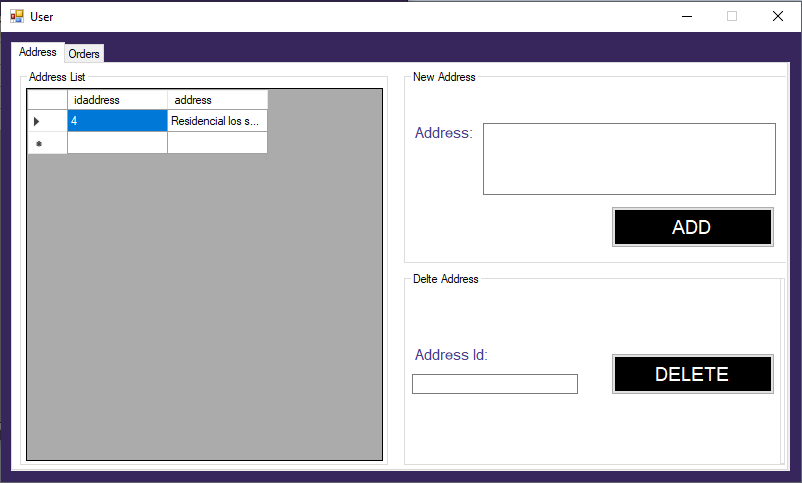 User
Address
Orders
Address List
idaddress
address
4
Residencial los s...
New Address
Address:
ADD
Delte Address
Address Id:
DELETE